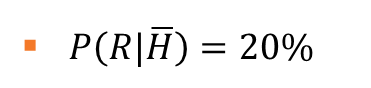 ▪ P(R|H̅) = 20%